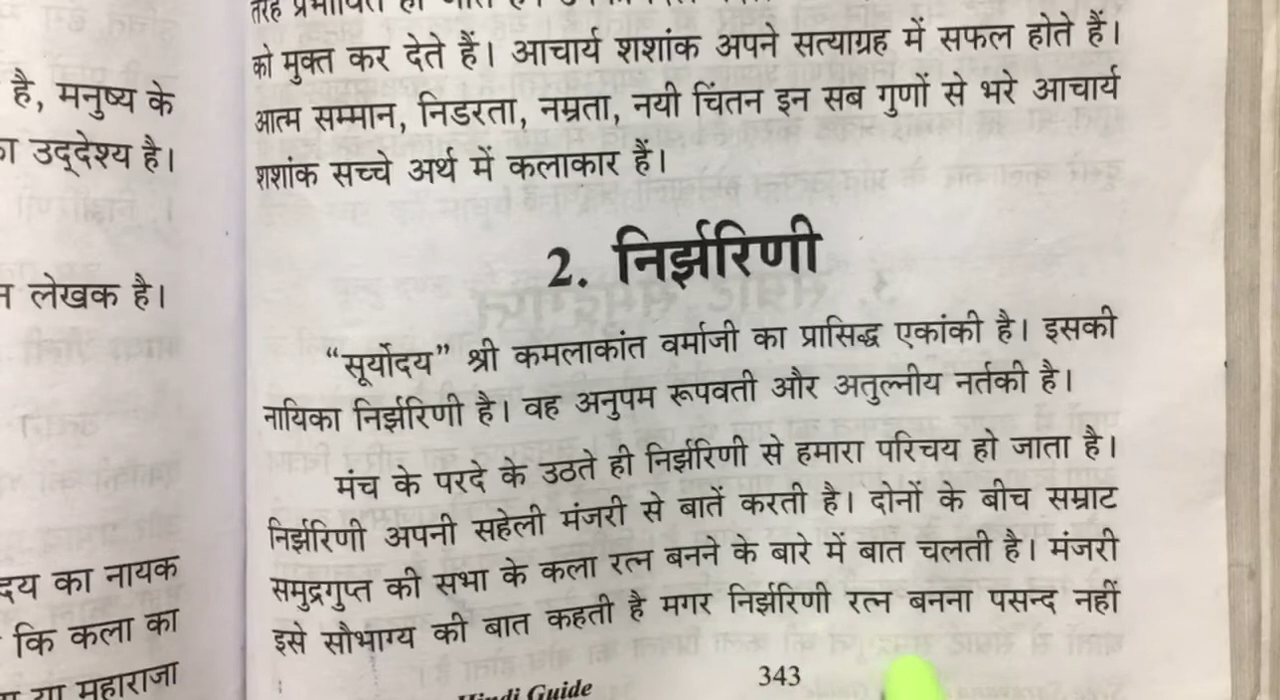 है, मनुष्य के
उद्देश्य है।
लेखक है।
का नायक
कि कला का
या महाराजा
को मुक्त कर देते हैं। आचार्य शशांक अपने सत्याग्रह में सफल होते हैं।
आत्म सम्मान, निडरता, नम्रता, नयी चिंतन इन सब गुणों से भरे आचार्य
शशांक सच्चे अर्थ में कलाकार हैं।
2. निर्झरिणी
“सूर्योदय” श्री कमलाकांत वर्माजी का प्रासिद्ध एकांकी है। इसकी
नायिका निर्झरिणी है। वह अनुपम रूपवती और अतुल्नीय नर्तकी है।
मंच के परदे के उठते ही निर्झरिणी से हमारा परिचय हो जाता है।
निर्झरिणी अपनी सहेली मंजरी से बातें करती है। दोनों के बीच सम्राट
समुद्रगुप्त की सभा के कला रत्न बनने के बारे में बात चलती है। मंजरी
इसे सौभाग्य की बात कहती है मगर निर्झरिणी रत्न बनना पसन्द नहीं
Hindi Guide 343